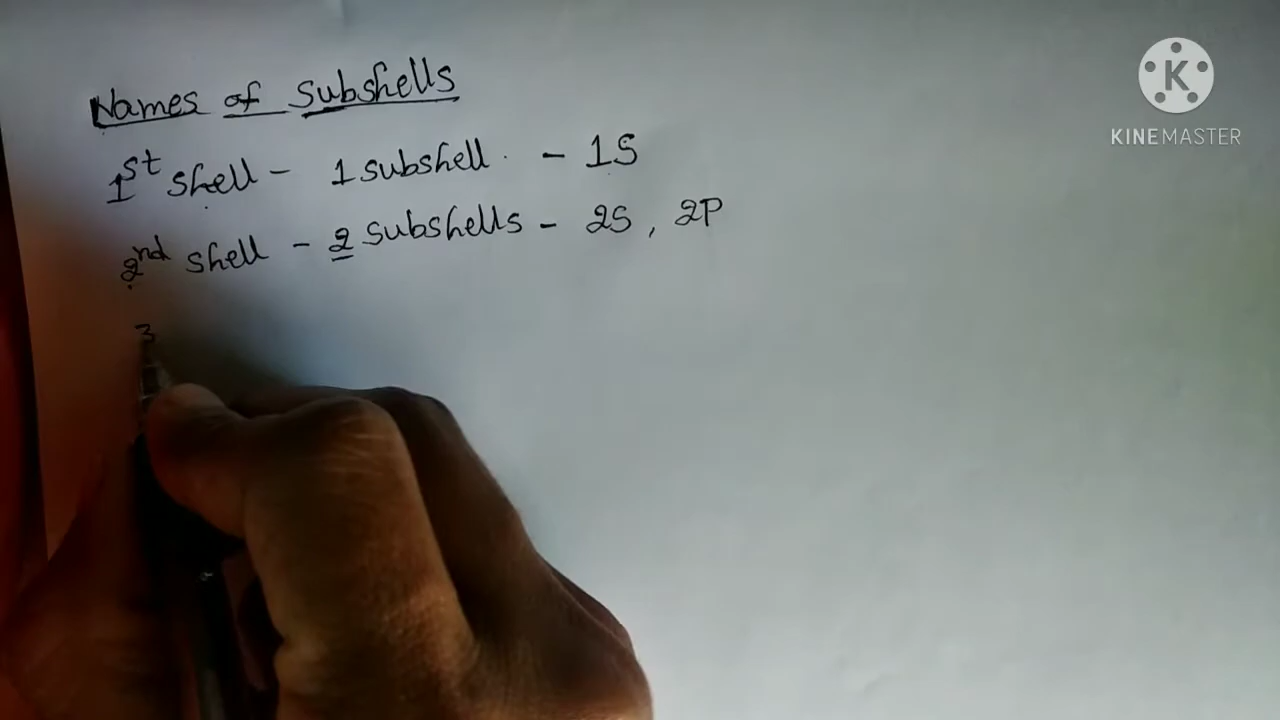 Names of Subshells
1st shell - 1 subshell - 1S
2nd shell - 2 subshells - 2S, 2P
3
K
KINEMASTER